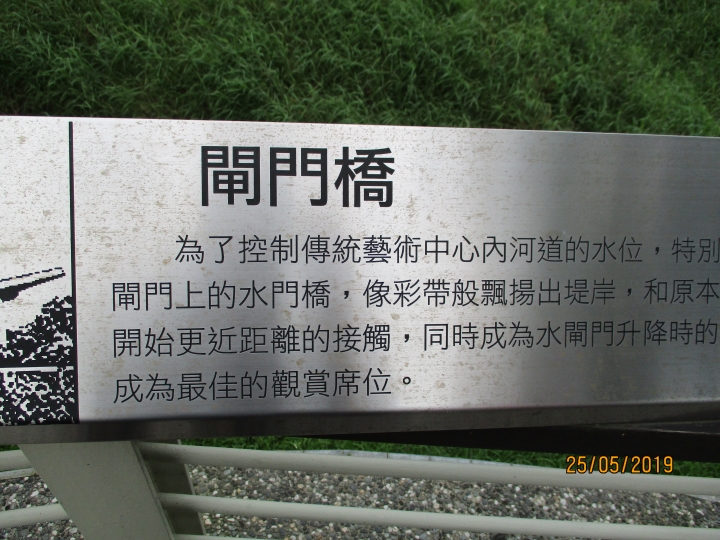 閘門橋
為了控制傳統藝術中心內河道的水位，特別
閘門上的水門橋，像彩帶般飄揚出堤岸，和原本
開始更近距離的接觸，同時成為水閘門升降時的
成為最佳的觀賞席位。
25/05/2019